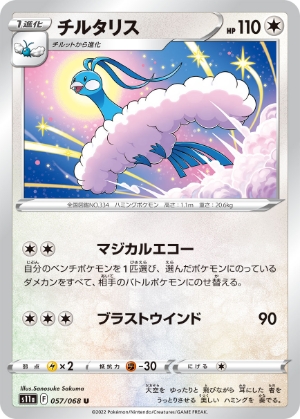 1進化
チルタリス
HP 110
チルットから進化
全国図鑑NO.334 ハミングポケモン 高さ:1.1m 重さ:20.6kg
マジカルエコー
自分のベンチポケモンを1匹選び、選んだポケモンにのっている
ダメカンをすべて、相手のバトルポケモンにのせ替える。
ブラストウインド 90
弱点 ×2 抵抗力 -30 にげる
Illus.Sanosuke Sakuma
s11a F 057/068 U
大空を ゆったりと 飛びながら
美しい ハミングを 奏でる
©2022 Pokémon/Nintendo/Creatures/GAME FREAK.